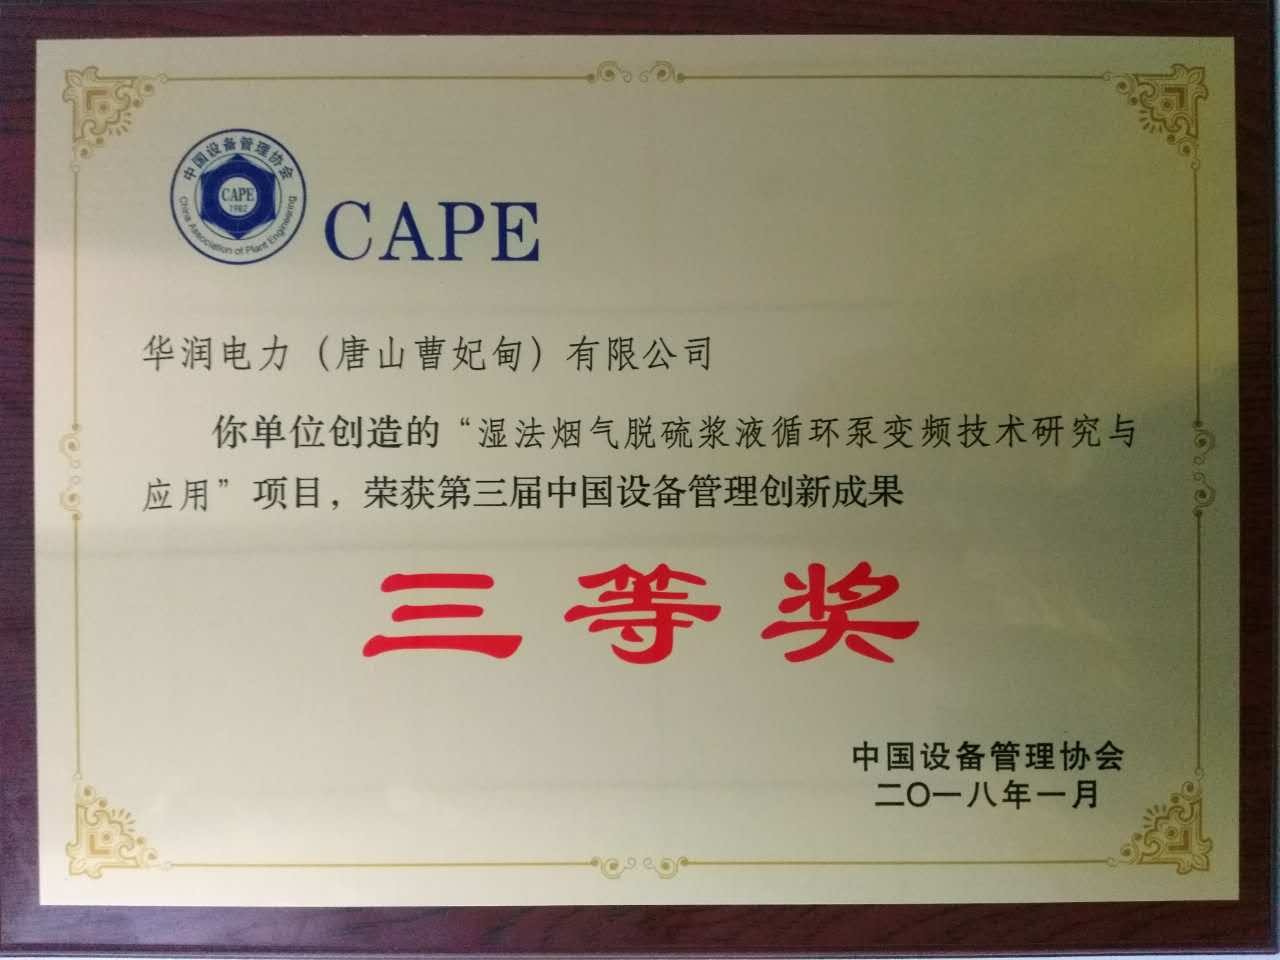 中国设备管理协会
CAPE
1982
China Association of Plant Engineering
CAPE
华润电力（唐山曹妃甸）有限公司
你单位创造的“湿法烟气脱硫浆液循环泵变频技术研究与
应用”项目，荣获第三届中国设备管理创新成果
三等奖
中国设备管理协会
二〇一八年一月